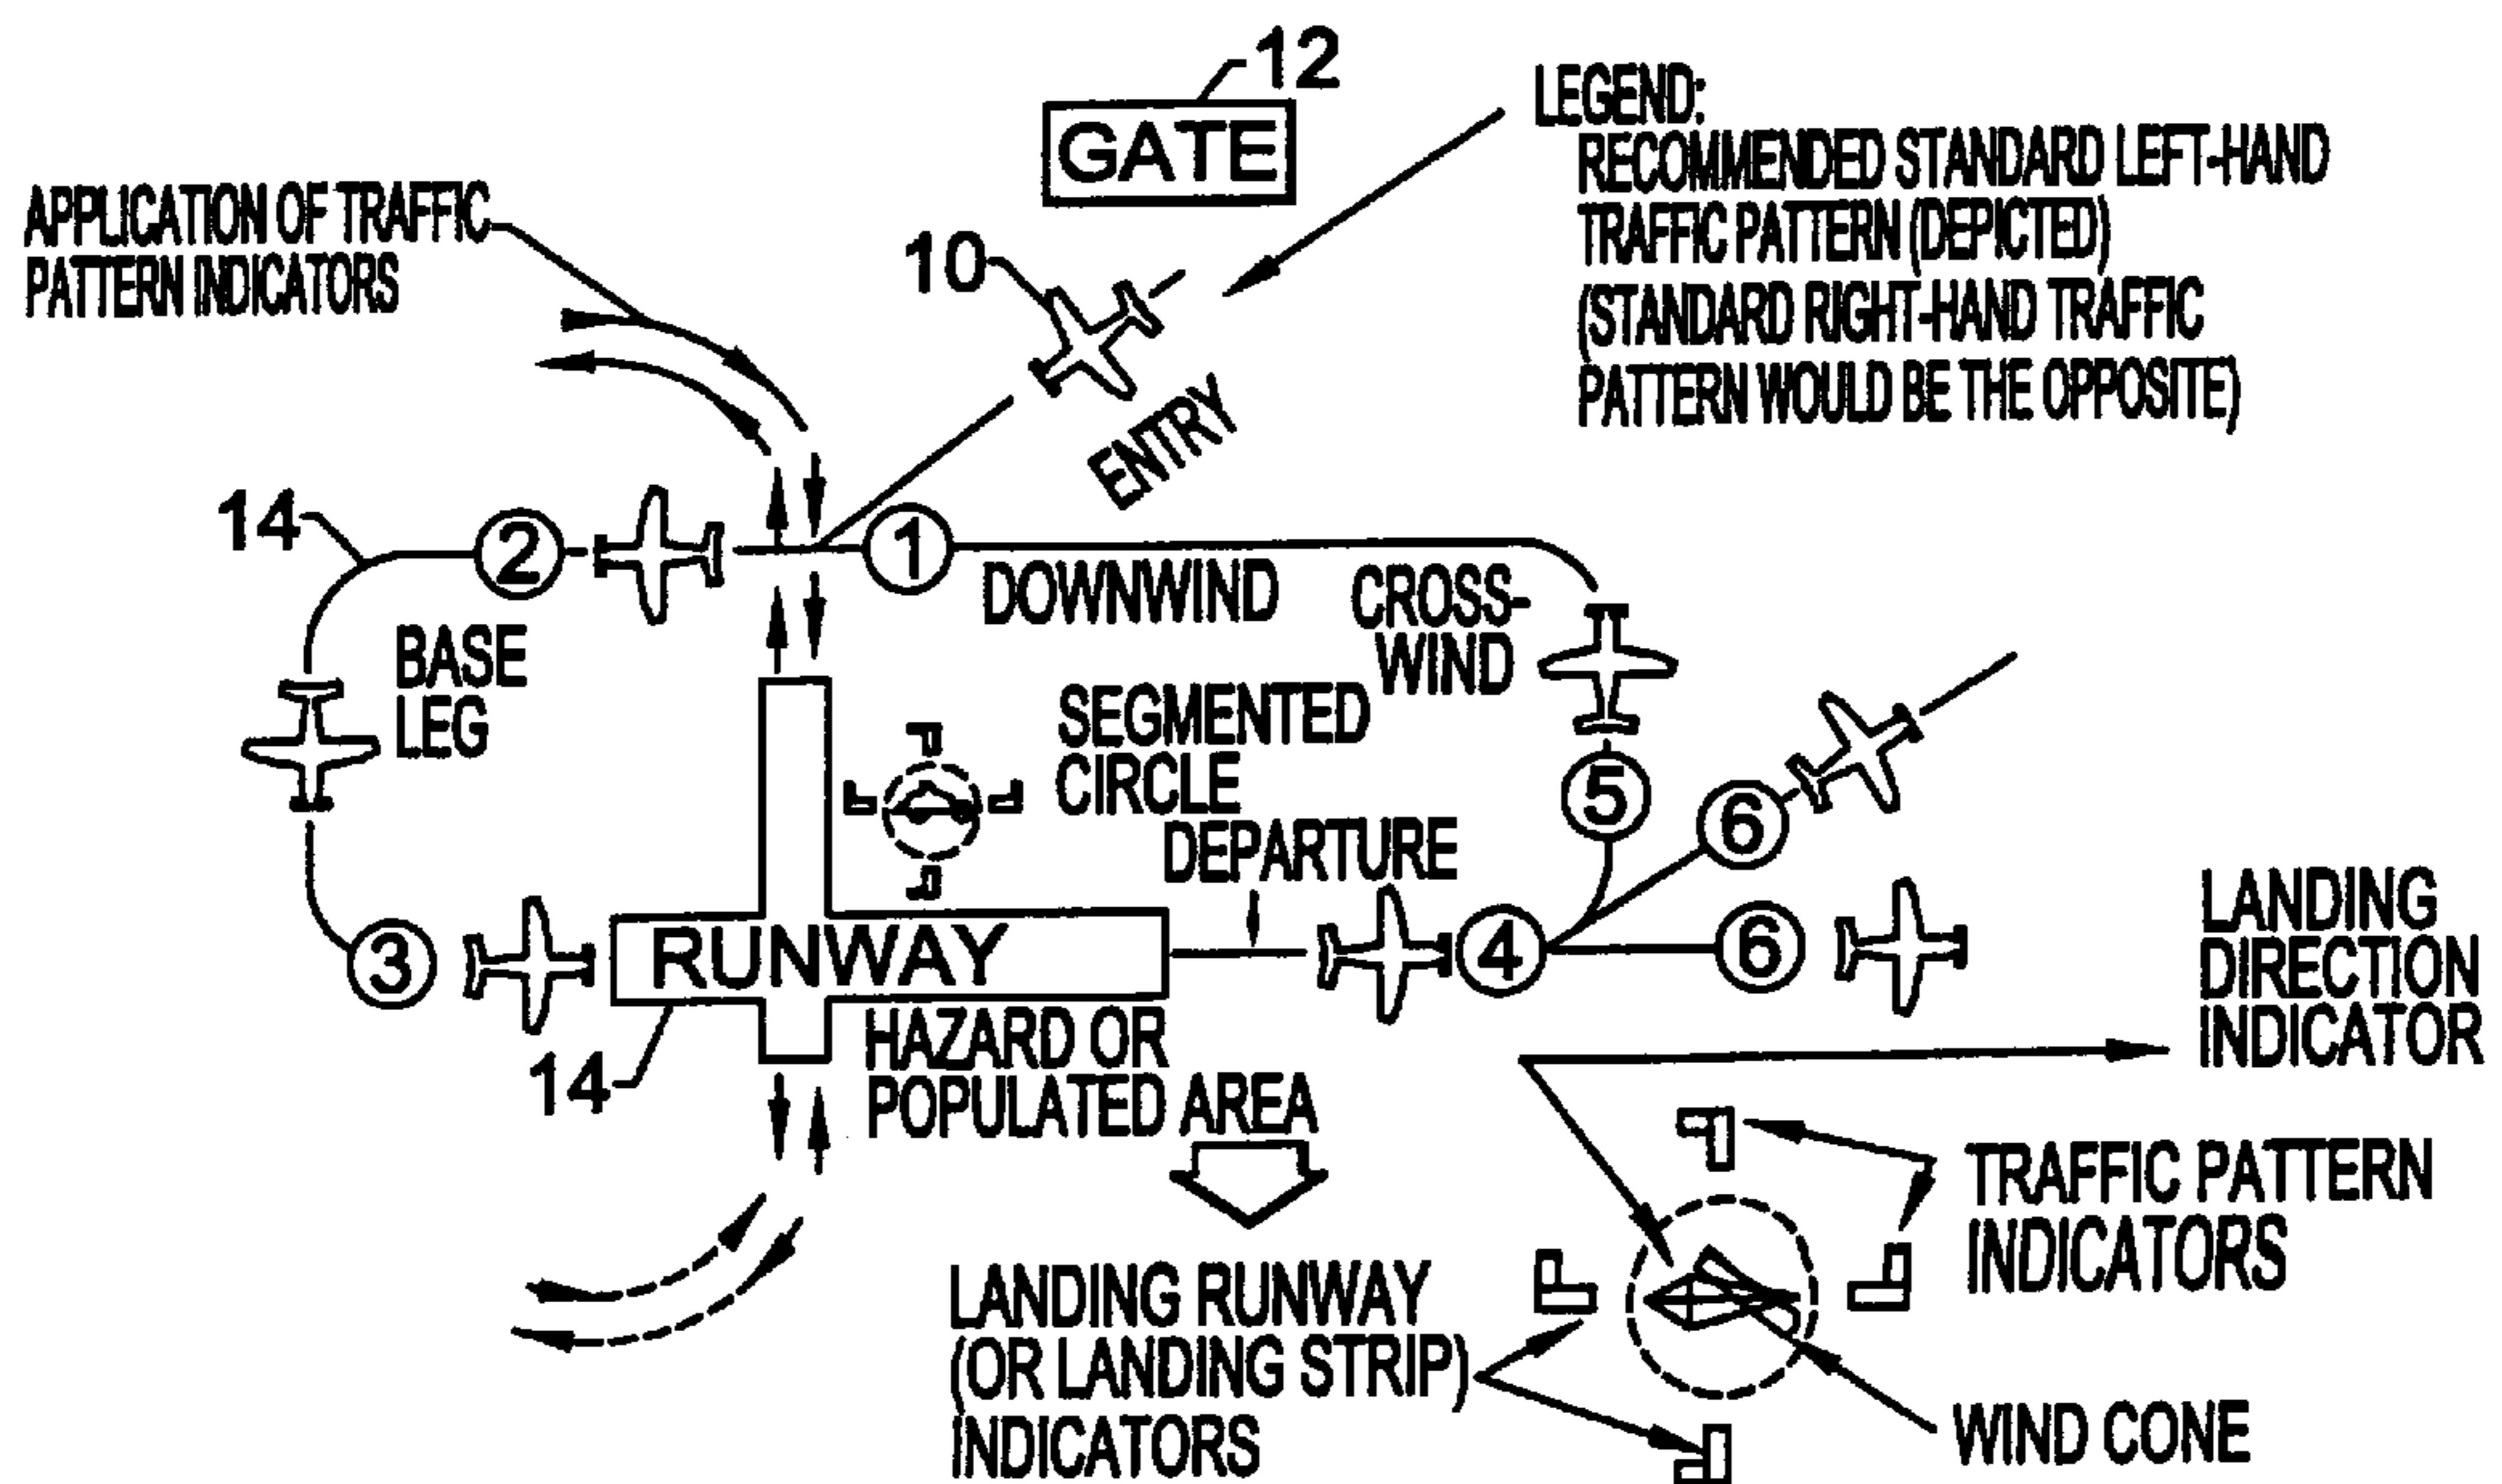 12
GATE
LEGEND:
RECOMMENDED STANDARD LEFT-HAND
TRAFFIC PATTERN (DEPICTED)
(STANDARD RIGHT-HAND TRAFFIC
PATTERN WOULD BE THE OPPOSITE)
APPLICATION OF TRAFFIC
PATTERN INDICATORS
10
ENTRY
14
2
1
DOWNWIND
CROSS-
WIND
BASE
LEG
SEGMENTED
CIRCLE
5
6
DEPARTURE
3
RUNWAY
4
6
LANDING
DIRECTION
INDICATOR
14
HAZARD OR
POPULATED AREA
TRAFFIC PATTERN
INDICATORS
LANDING RUNWAY
(OR LANDING STRIP)
INDICATORS
WIND CONE